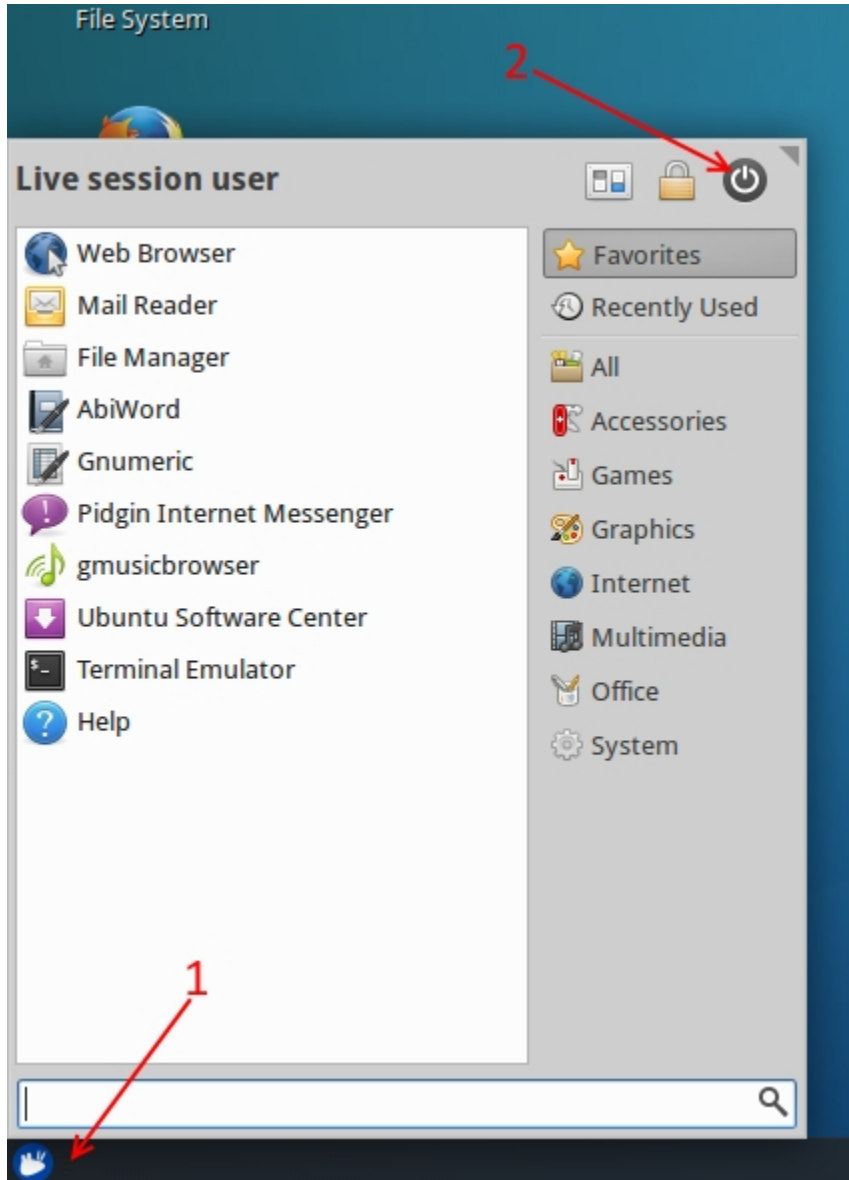 File System
2
Live session user
Web Browser
Mail Reader
File Manager
AbiWord
Gnumeric
Pidgin Internet Messenger
gmusicbrowser
Ubuntu Software Center
Terminal Emulator
Help
Favorites
Recently Used
All
Accessories
Games
Graphics
Internet
Multimedia
Office
System
1